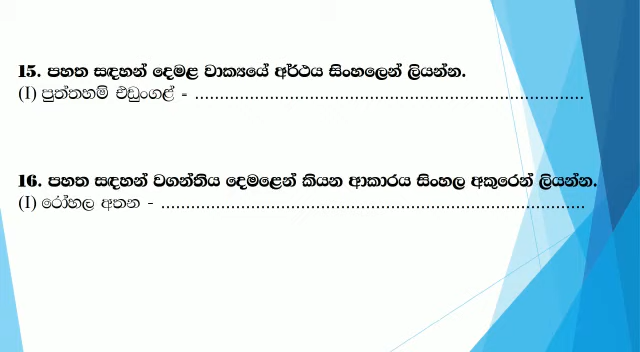 15. පහත සඳහන් දෙමළ වාක්‍යයේ අර්ථය සිංහලෙන් ලියන්න.
(I) පුත්තහම් එඩුංගළ් - ..............................................................................
16. පහත සඳහන් වගන්තිය දෙමළෙන් කියන ආකාරය සිංහල අකුරෙන් ලියන්න.
(I) රෝහල අතන - .....................................................................................